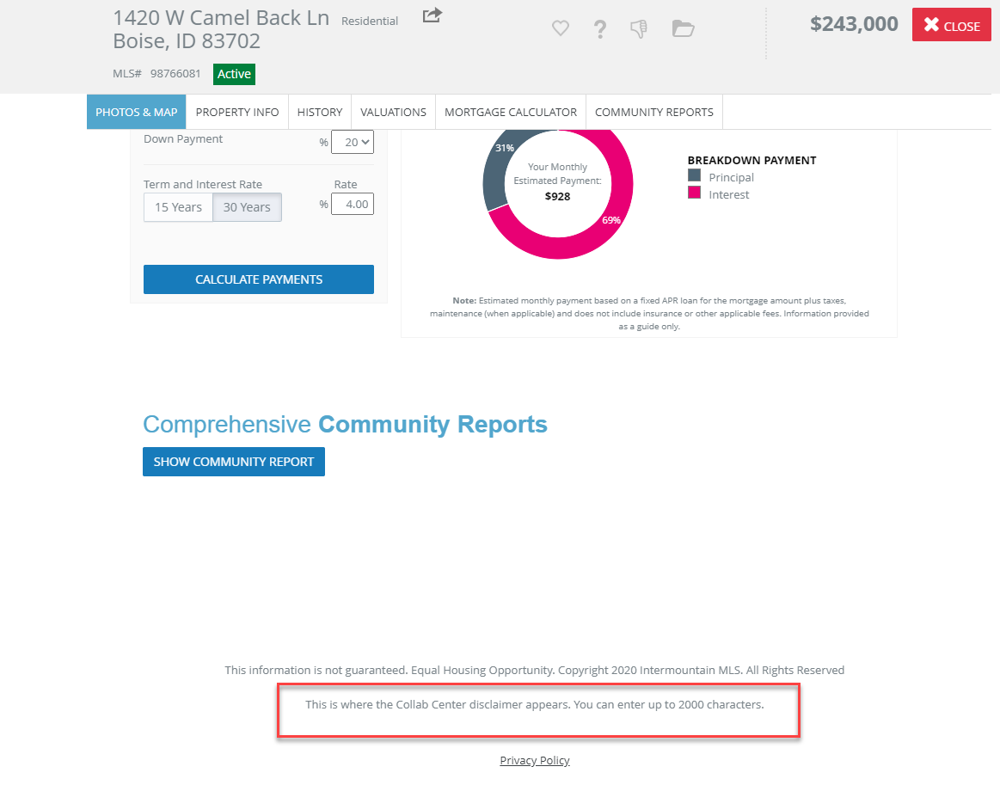 1420 W Camel Back Ln Residential
Boise, ID 83702
MLS# 98766081 Active
$243,000
CLOSE
PHOTOS & MAP PROPERTY INFO HISTORY VALUATIONS MORTGAGE CALCULATOR COMMUNITY REPORTS
Down Payment % 20
Term and Interest Rate Rate
15 Years 30 Years % 4.00
CALCULATE PAYMENTS
31%
Your Monthly
Estimated Payment:
$928
69%
BREAKDOWN PAYMENT
Principal
Interest
Note: Estimated monthly payment based on a fixed APR loan for the mortgage amount plus taxes,
maintenance (when applicable) and does not include insurance or other applicable fees. Information provided
as a guide only.
Comprehensive Community Reports
SHOW COMMUNITY REPORT
This information is not guaranteed. Equal Housing Opportunity. Copyright 2020 Intermountain MLS. All Rights Reserved
This is where the Collab Center disclaimer appears. You can enter up to 2000 characters.
Privacy Policy